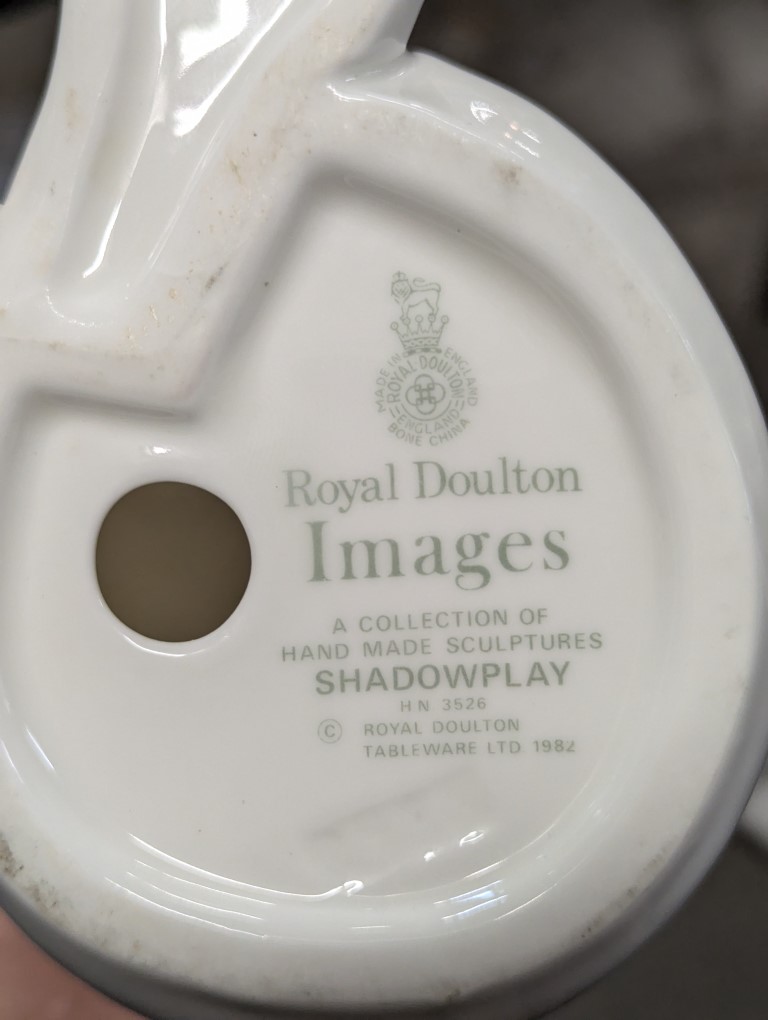 MADE IN ENGLAND
ROYAL DOULTON
ENGLAND
BONE CHINA
Royal Doulton
Images
A COLLECTION OF
HAND MADE SCULPTURES
SHADOWPLAY
HN 3526
© ROYAL DOULTON
TABLEWARE LTD 1982